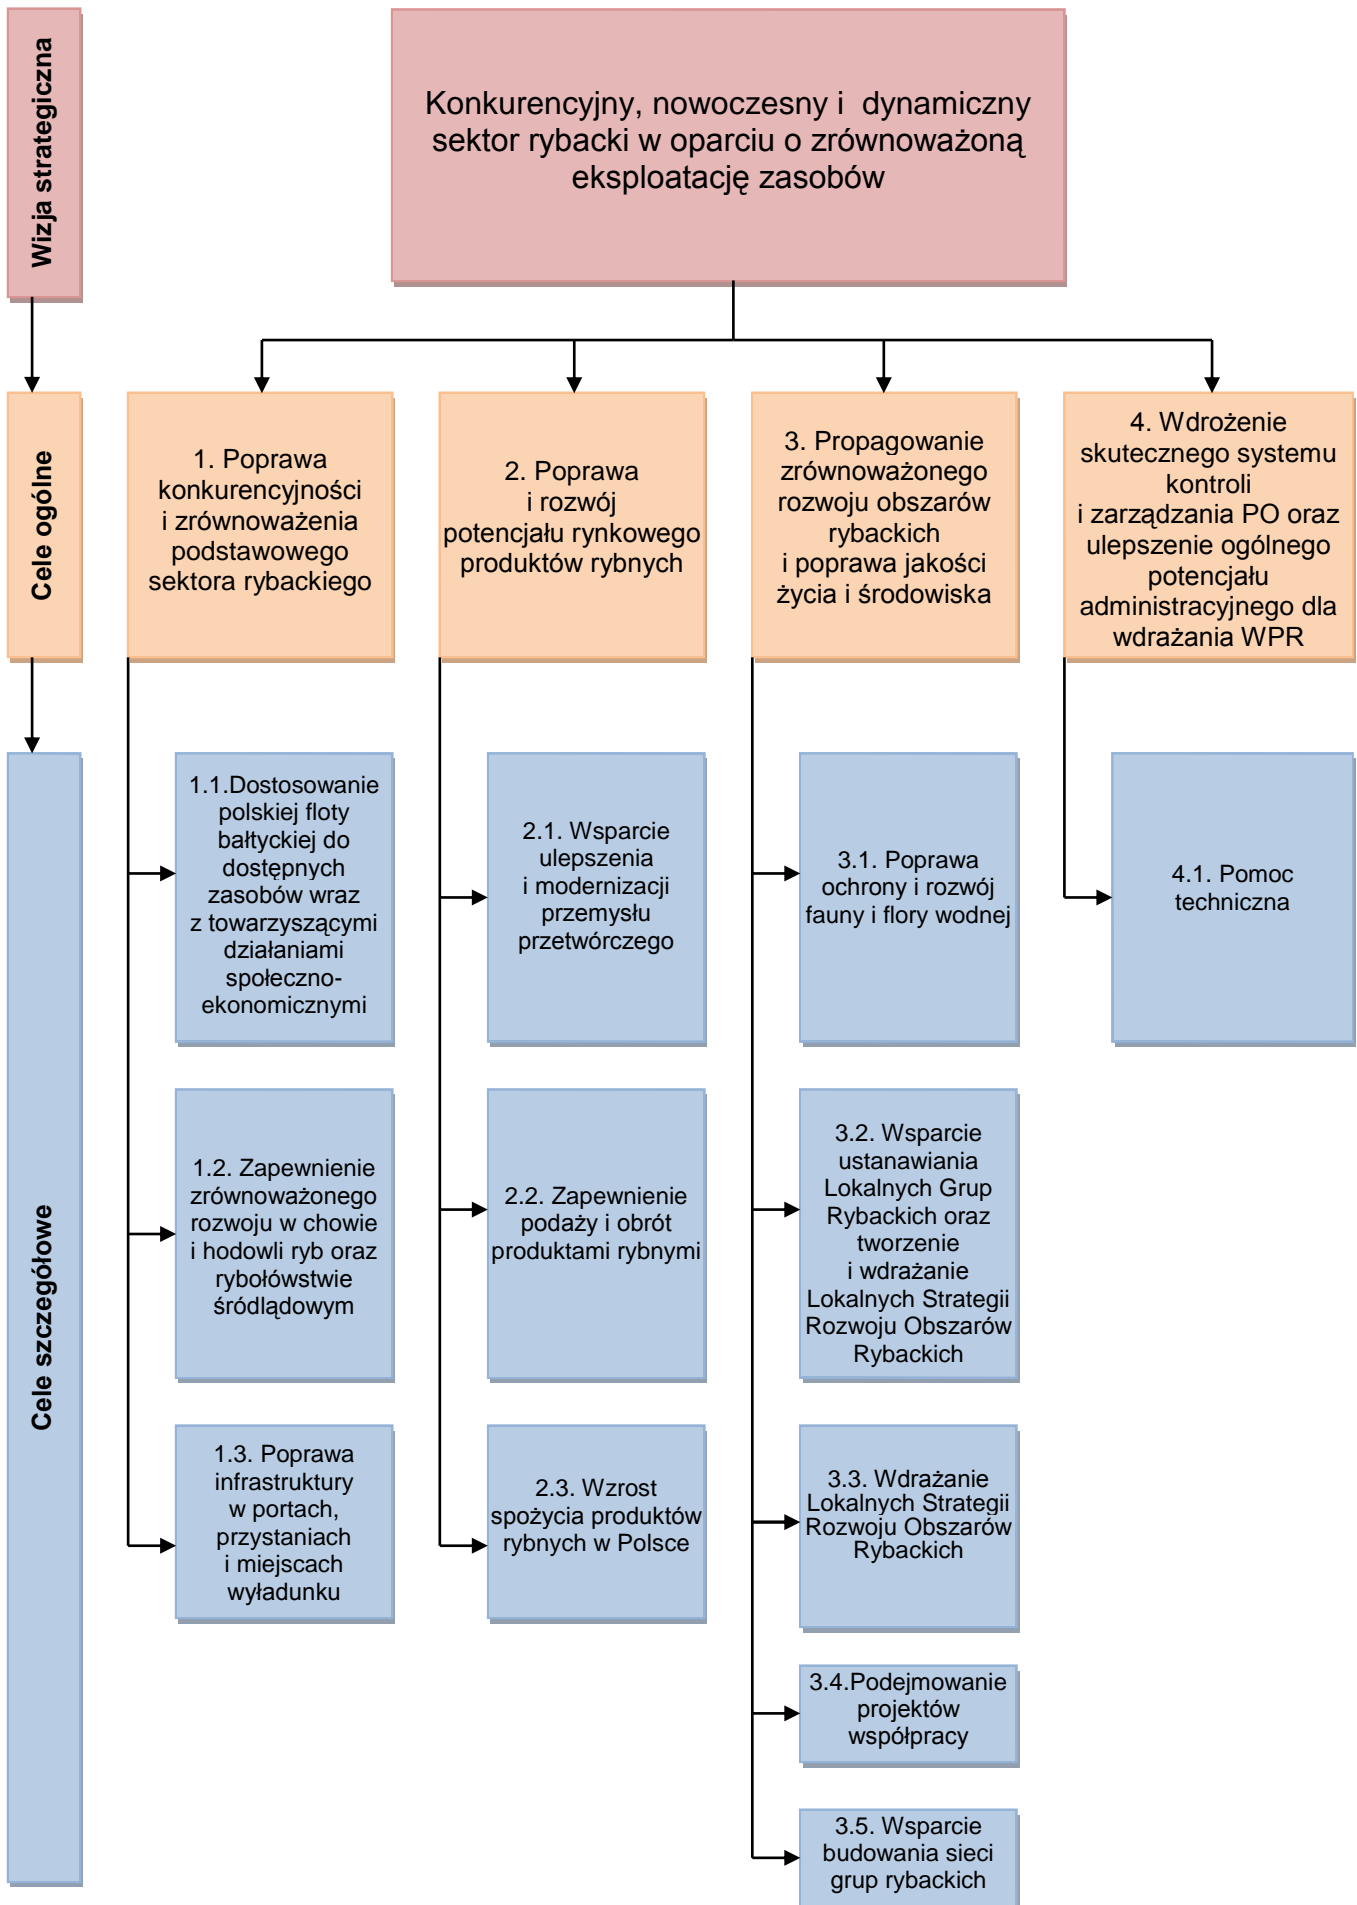 Wizja strategiczna
Konkurencyjny, nowoczesny i dynamiczny
sektor rybacki w oparciu o zrównoważoną
eksploatację zasobów
Cele ogólne
1. Poprawa
konkurencyjności
i zrównoważenia
podstawowego
sektora rybackiego
2. Poprawa
i rozwój
potencjału rynkowego
produktów rybnych
3. Propagowanie
zrównoważonego
rozwoju obszarów
rybackich
i poprawa jakości
życia i środowiska
4. Wdrożenie
skutecznego systemu
kontroli
i zarządzania PO oraz
ulepszenie ogólnego
potencjału
administracyjnego dla
wdrażania WPR
Cele szczegółowe
1.1.Dostosowanie
polskiej floty
bałtyckiej do
dostępnych
zasobów wraz
z towarzyszącymi
działaniami
społeczno-
ekonomicznymi
2.1. Wsparcie
ulepszenia
i modernizacji
przemysłu
przetwórczego
3.1. Poprawa
ochrony i rozwój
fauny i flory wodnej
4.1. Pomoc
techniczna
1.2. Zapewnienie
zrównoważonego
rozwoju w chowie
i hodowli ryb oraz
rybołówstwie
śródlądowym
2.2. Zapewnienie
podaży i obrót
produktami rybnymi
3.2. Wsparcie
ustanawiania
Lokalnych Grup
Rybackich oraz
tworzenie
i wdrażanie
Lokalnych Strategii
Rozwoju Obszarów
Rybackich
1.3. Poprawa
infrastruktury
w portach,
przystaniach
i miejscach
wyładunku
2.3. Wzrost
spożycia produktów
rybnych w Polsce
3.3. Wdrażanie
Lokalnych Strategii
Rozwoju Obszarów
Rybackich
3.4.Podejmowanie
projektów
współpracy
3.5. Wsparcie
budowania sieci
grup rybackich